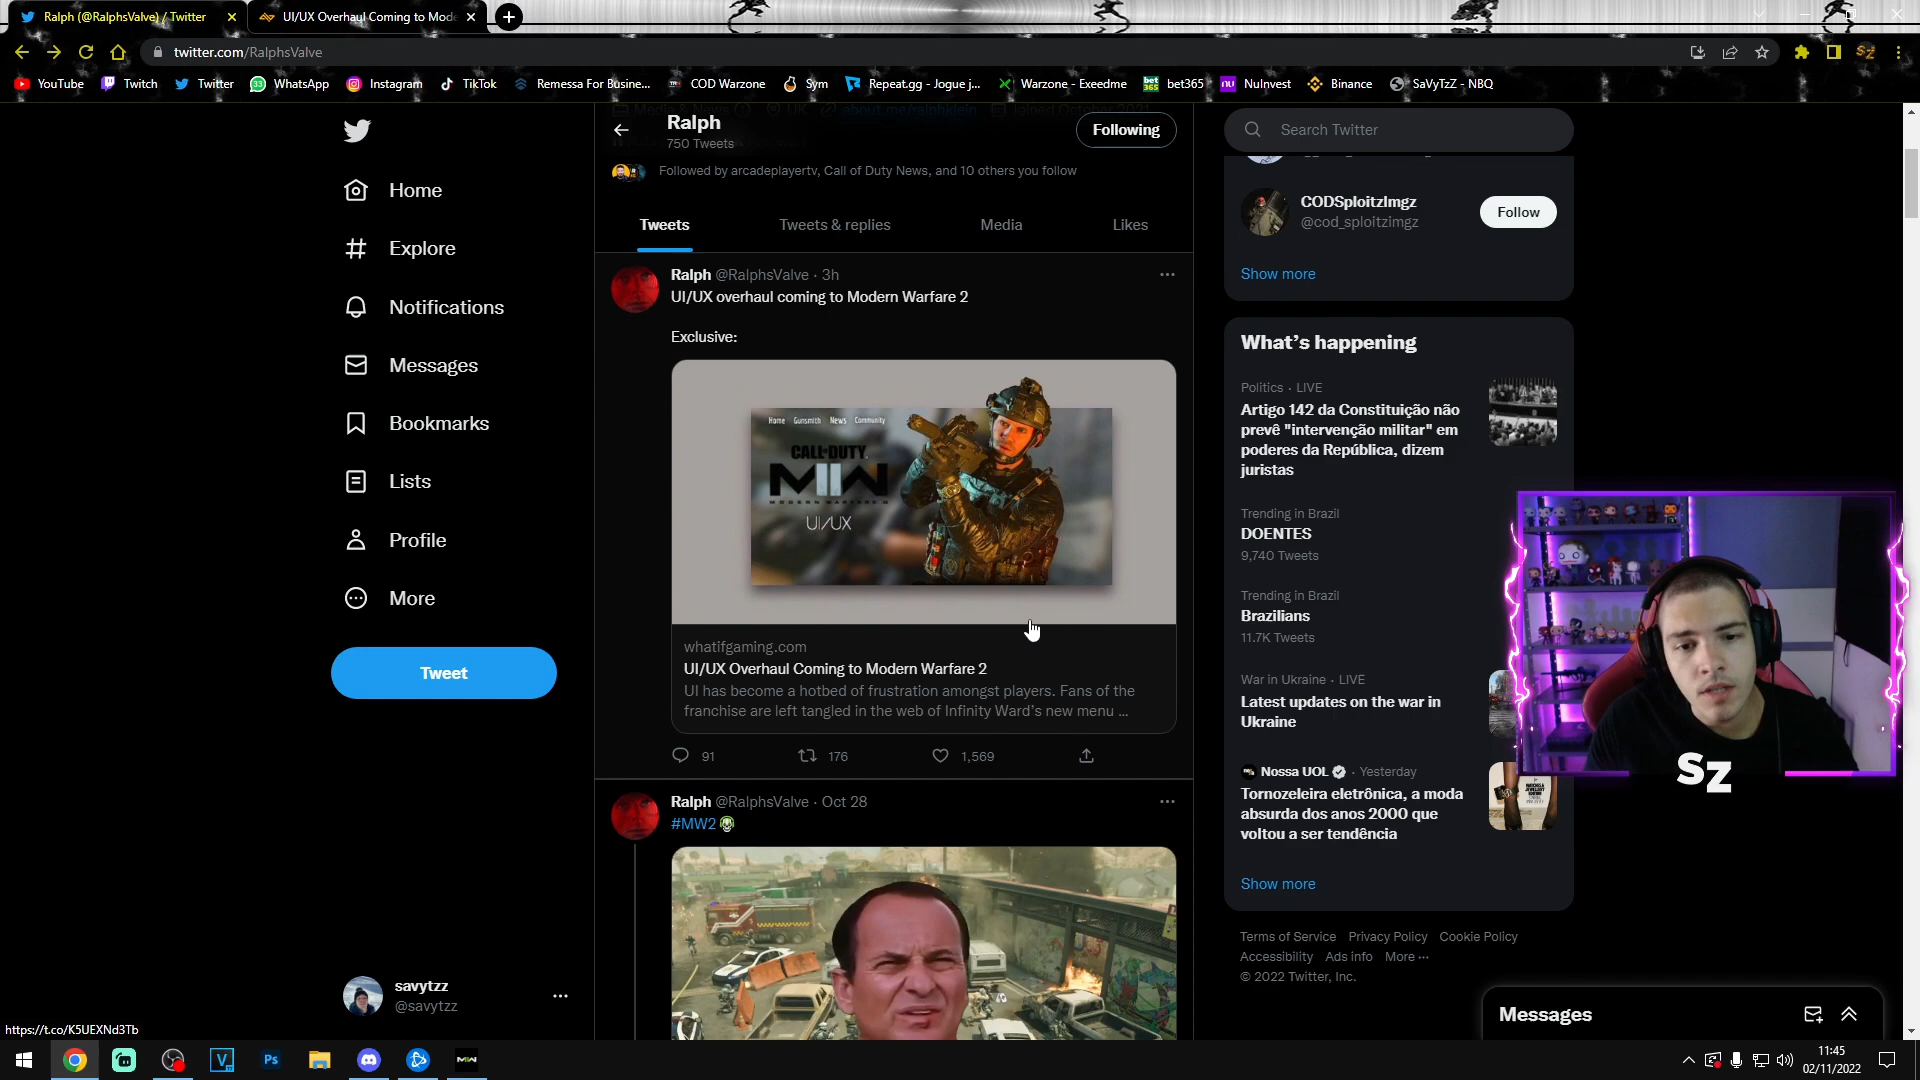 Ralph (@RalphsValve) / Twitter
UI/UX Overhaul Coming to Mode
twitter.com/RalphsValve
YouTube
Twitch
Twitter
WhatsApp
Instagram
TikTok
Remessa For Busine...
COD Warzone
Sym
Repeat.gg - Jogue j...
Warzone - Exeedme
bet365
NuInvest
Binance
SaVyTzZ - NBQ
Ralph
750 Tweets
Following
Followed by arcadeplayertv, Call of Duty News, and 10 others you follow
Tweets
Tweets & replies
Media
Likes
Home
Explore
Notifications
Messages
Bookmarks
Lists
Profile
More
Tweet
savytzz
@savytzz
https://t.co/K5UEXNd3Tb
Ralph @RalphsValve · 3h
UI/UX overhaul coming to Modern Warfare 2
Exclusive:
Home Gunsmith News Community
CALL OF DUTY
MWII
MODERN WARFARE II
UI/UX
whatifgaming.com
UI/UX Overhaul Coming to Modern Warfare 2
UI has become a hotbed of frustration amongst players. Fans of the
franchise are left tangled in the web of Infinity Ward's new menu ...
91
176
1,569
Ralph @RalphsValve · Oct 28
#MW2
Search Twitter
CODSploitzImgz
@cod_sploitzimgz
Follow
Show more
What's happening
Politics · LIVE
Artigo 142 da Constituição não
prevê "intervenção militar" em
poderes da República, dizem
juristas
Trending in Brazil
DOENTES
9,740 Tweets
Trending in Brazil
Brazilians
11.7K Tweets
War in Ukraine · LIVE
Latest updates on the war in
Ukraine
Nossa UOL · Yesterday
Tornozeleira eletrônica, a moda
absurda dos anos 2000 que
voltou a ser tendência
Show more
Terms of Service Privacy Policy Cookie Policy
Accessibility Ads info More ···
© 2022 Twitter, Inc.
Sz
Messages
11:45
02/11/2022